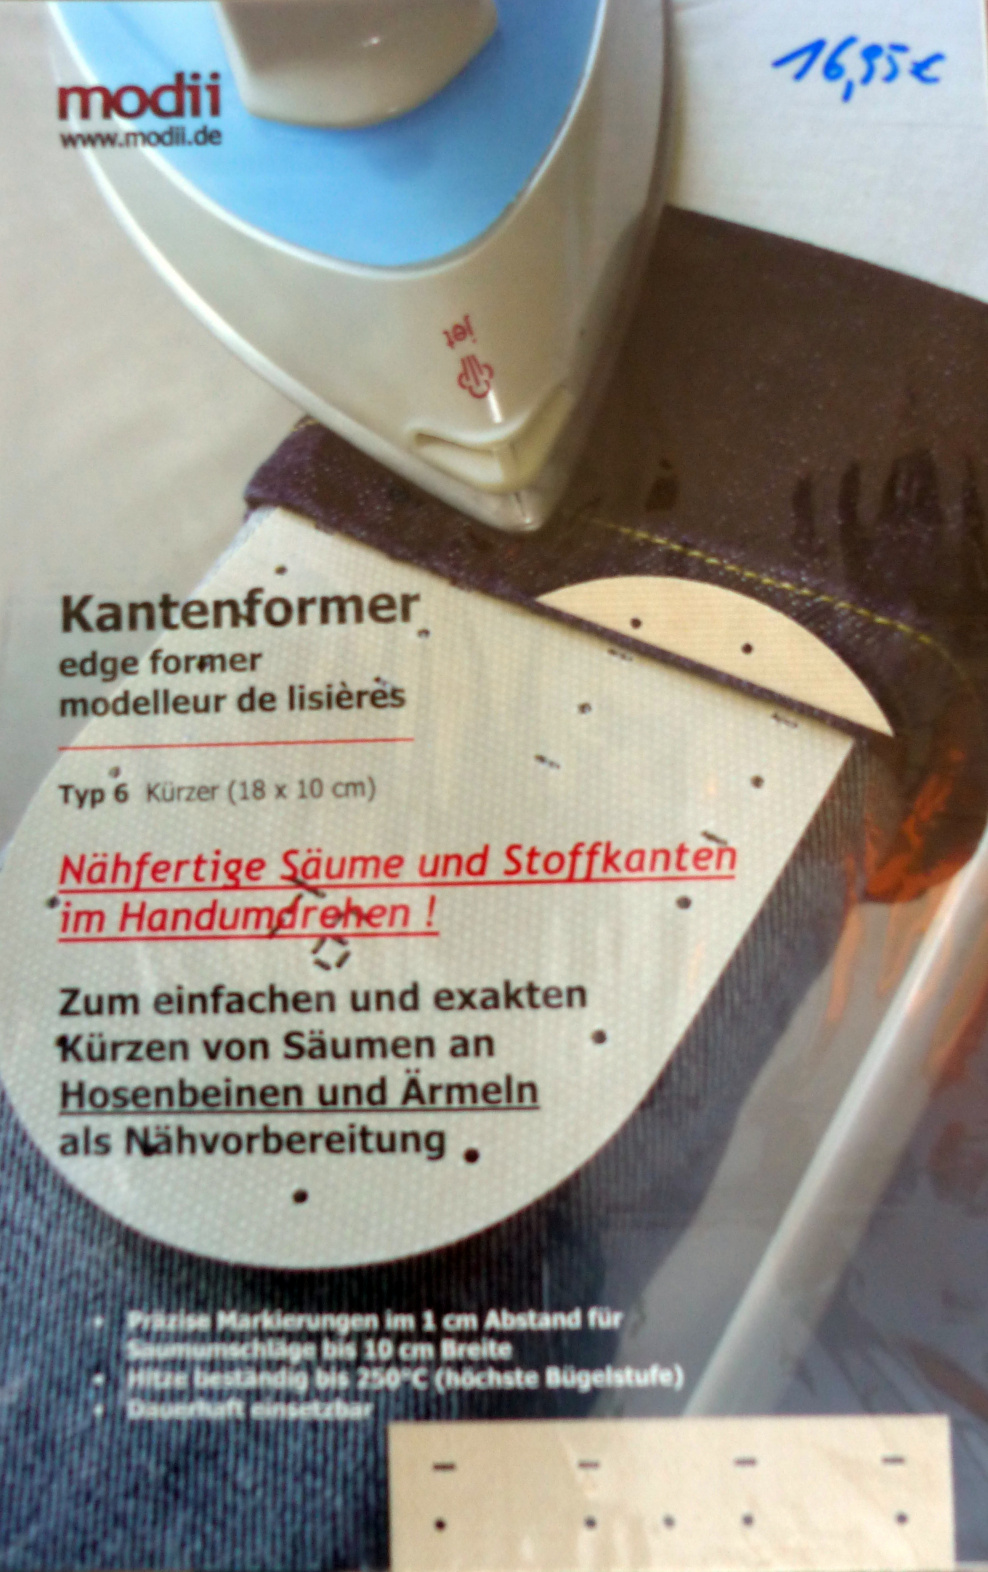 modii
www.modii.de
16,95€
jet
Kantenformer
edge former
modelleur de lisières
Typ 6 Kürzer (18 x 10 cm)
Nähfertige Säume und Stoffkanten
im Handumdrehen !
Zum einfachen und exakten
Kürzen von Säumen an
Hosenbeinen und Ärmeln
als Nähvorbereitung
• Präzise Markierungen im 1 cm Abstand für
Saumumschläge bis 10 cm Breite
• Hitze beständig bis 250°C (höchste Bügelstufe)
• Dauerhaft einsetzbar